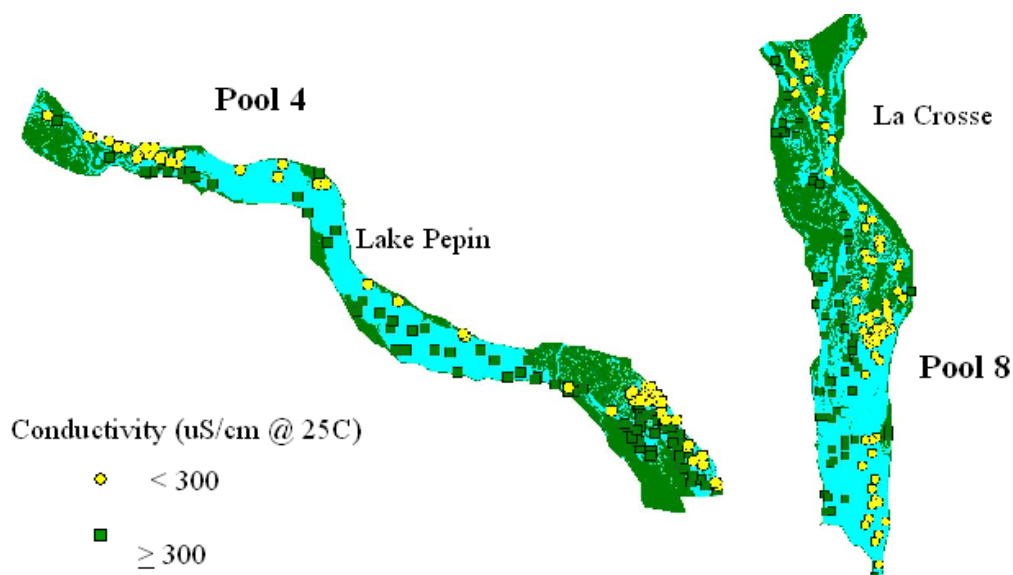 Pool 4
La Crosse
Lake Pepin
Pool 8
Conductivity (uS/cm @ 25C)
< 300
≥ 300